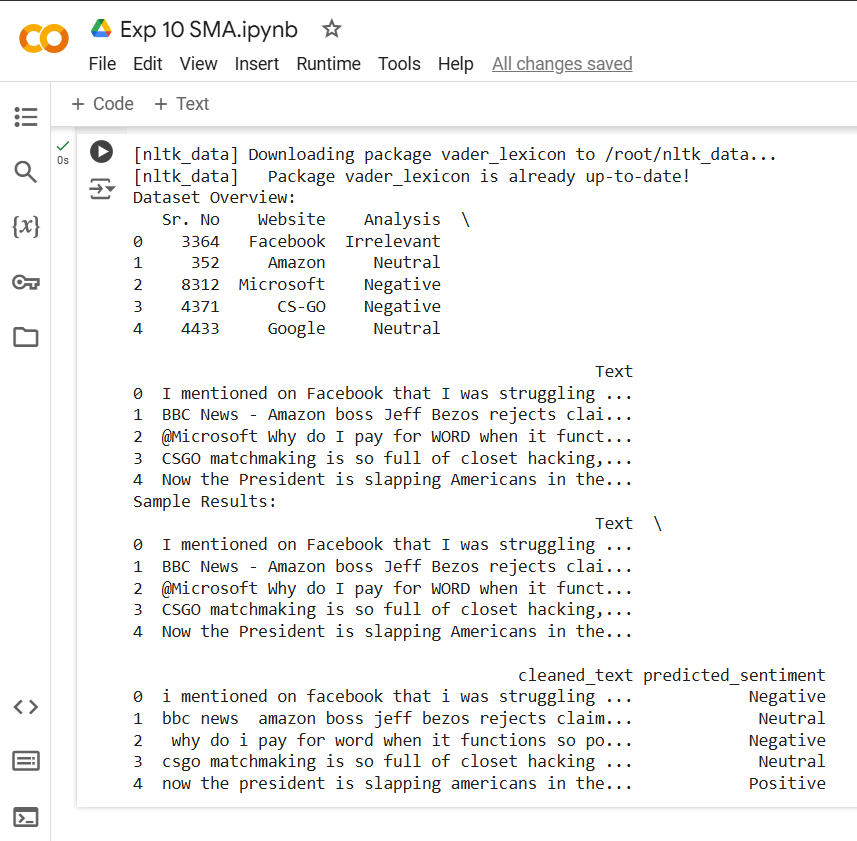 Exp 10 SMA.ipynb
File Edit View Insert Runtime Tools Help All changes saved
+ Code + Text
0s
[nltk_data] Downloading package vader_lexicon to /root/nltk_data...
[nltk_data]   Package vader_lexicon is already up-to-date!
Dataset Overview:
   Sr. No    Website    Analysis  \
0    3364   Facebook  Irrelevant
1     352     Amazon     Neutral
2    8312  Microsoft    Negative
3    4371      CS-GO    Negative
4    4433     Google     Neutral
                                                Text
0  I mentioned on Facebook that I was struggling ...
1  BBC News - Amazon boss Jeff Bezos rejects clai...
2  @Microsoft Why do I pay for WORD when it funct...
3  CSGO matchmaking is so full of closet hacking,...
4  Now the President is slapping Americans in the...
Sample Results:
                                                Text  \
0  I mentioned on Facebook that I was struggling ...
1  BBC News - Amazon boss Jeff Bezos rejects clai...
2  @Microsoft Why do I pay for WORD when it funct...
3  CSGO matchmaking is so full of closet hacking,...
4  Now the President is slapping Americans in the...
                                        cleaned_text predicted_sentiment
0  i mentioned on facebook that i was struggling ...            Negative
1  bbc news  amazon boss jeff bezos rejects claim...             Neutral
2   why do i pay for word when it functions so po...            Negative
3  csgo matchmaking is so full of closet hacking ...             Neutral
4  now the president is slapping americans in the...            Positive